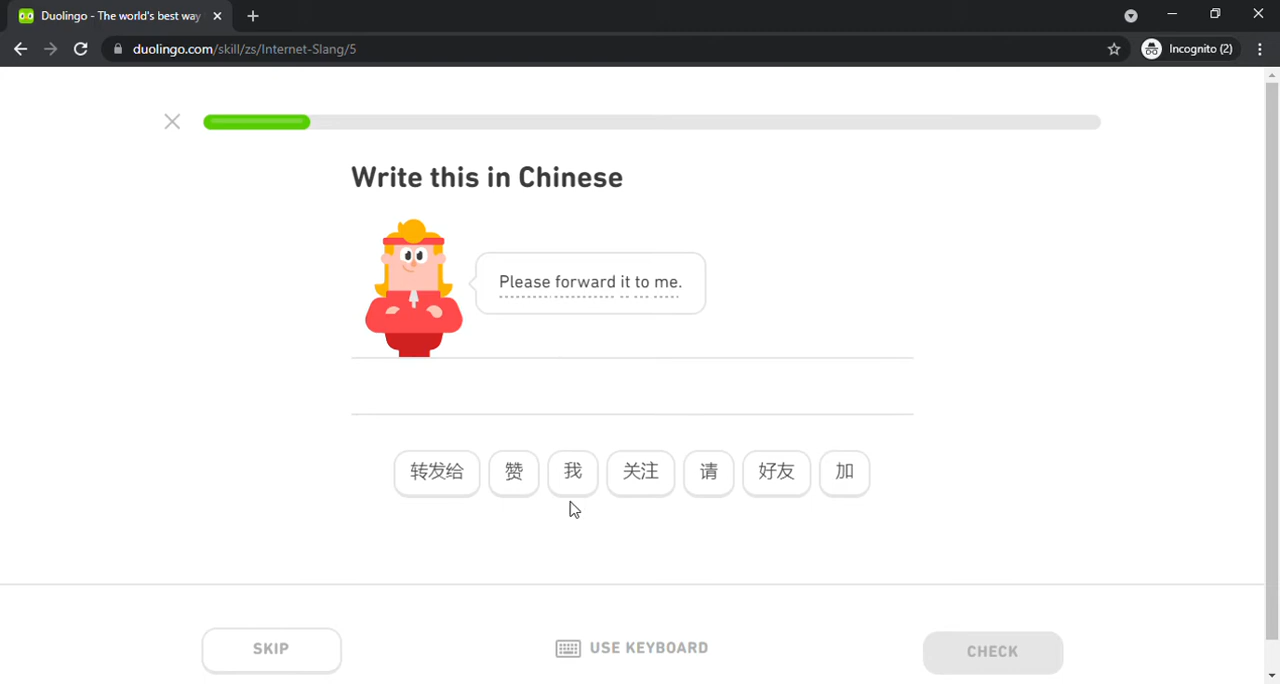 Duolingo - The world's best way
duolingo.com/skill/zs/Internet-Slang/5
Incognito (2)
Write this in Chinese
Please forward it to me.
转发给 赞 我 关注 请 好友 加
SKIP
USE KEYBOARD
CHECK